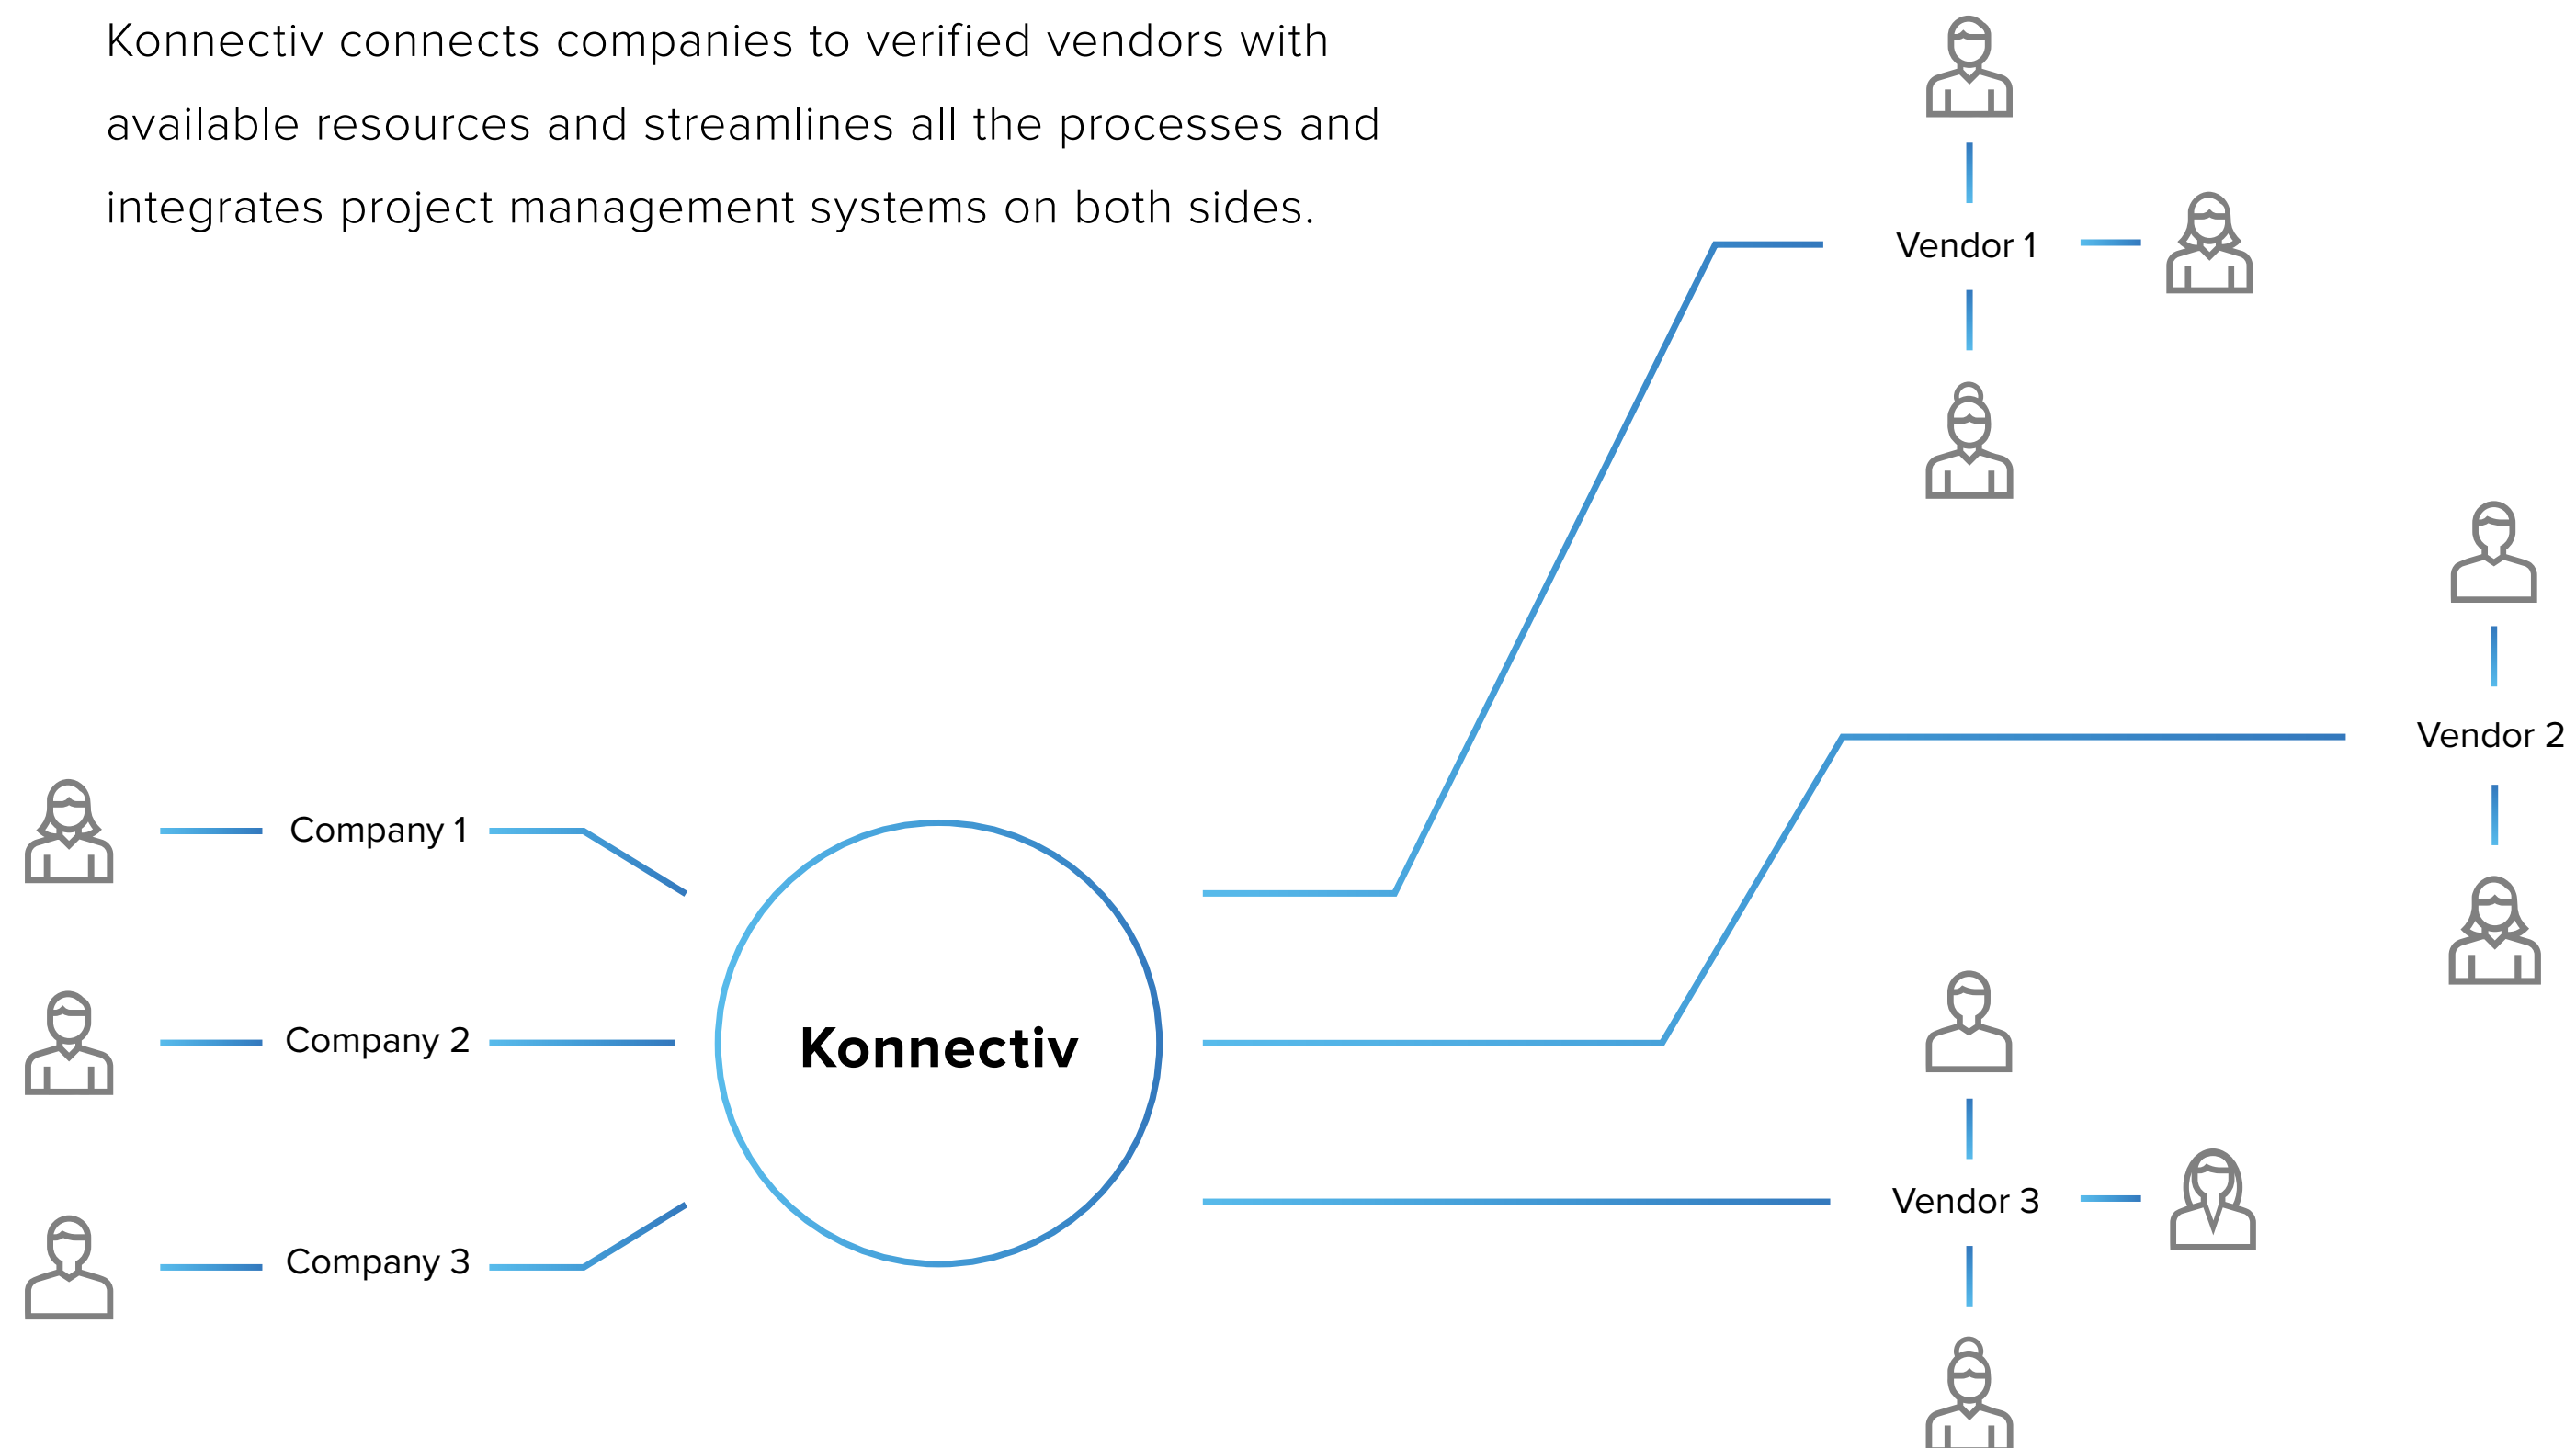 Konnectiv connects companies to verified vendors with
available resources and streamlines all the processes and
integrates project management systems on both sides.
Vendor 1
Vendor 2
Company 1
Company 2
Konnectiv
Company 3
Vendor 3